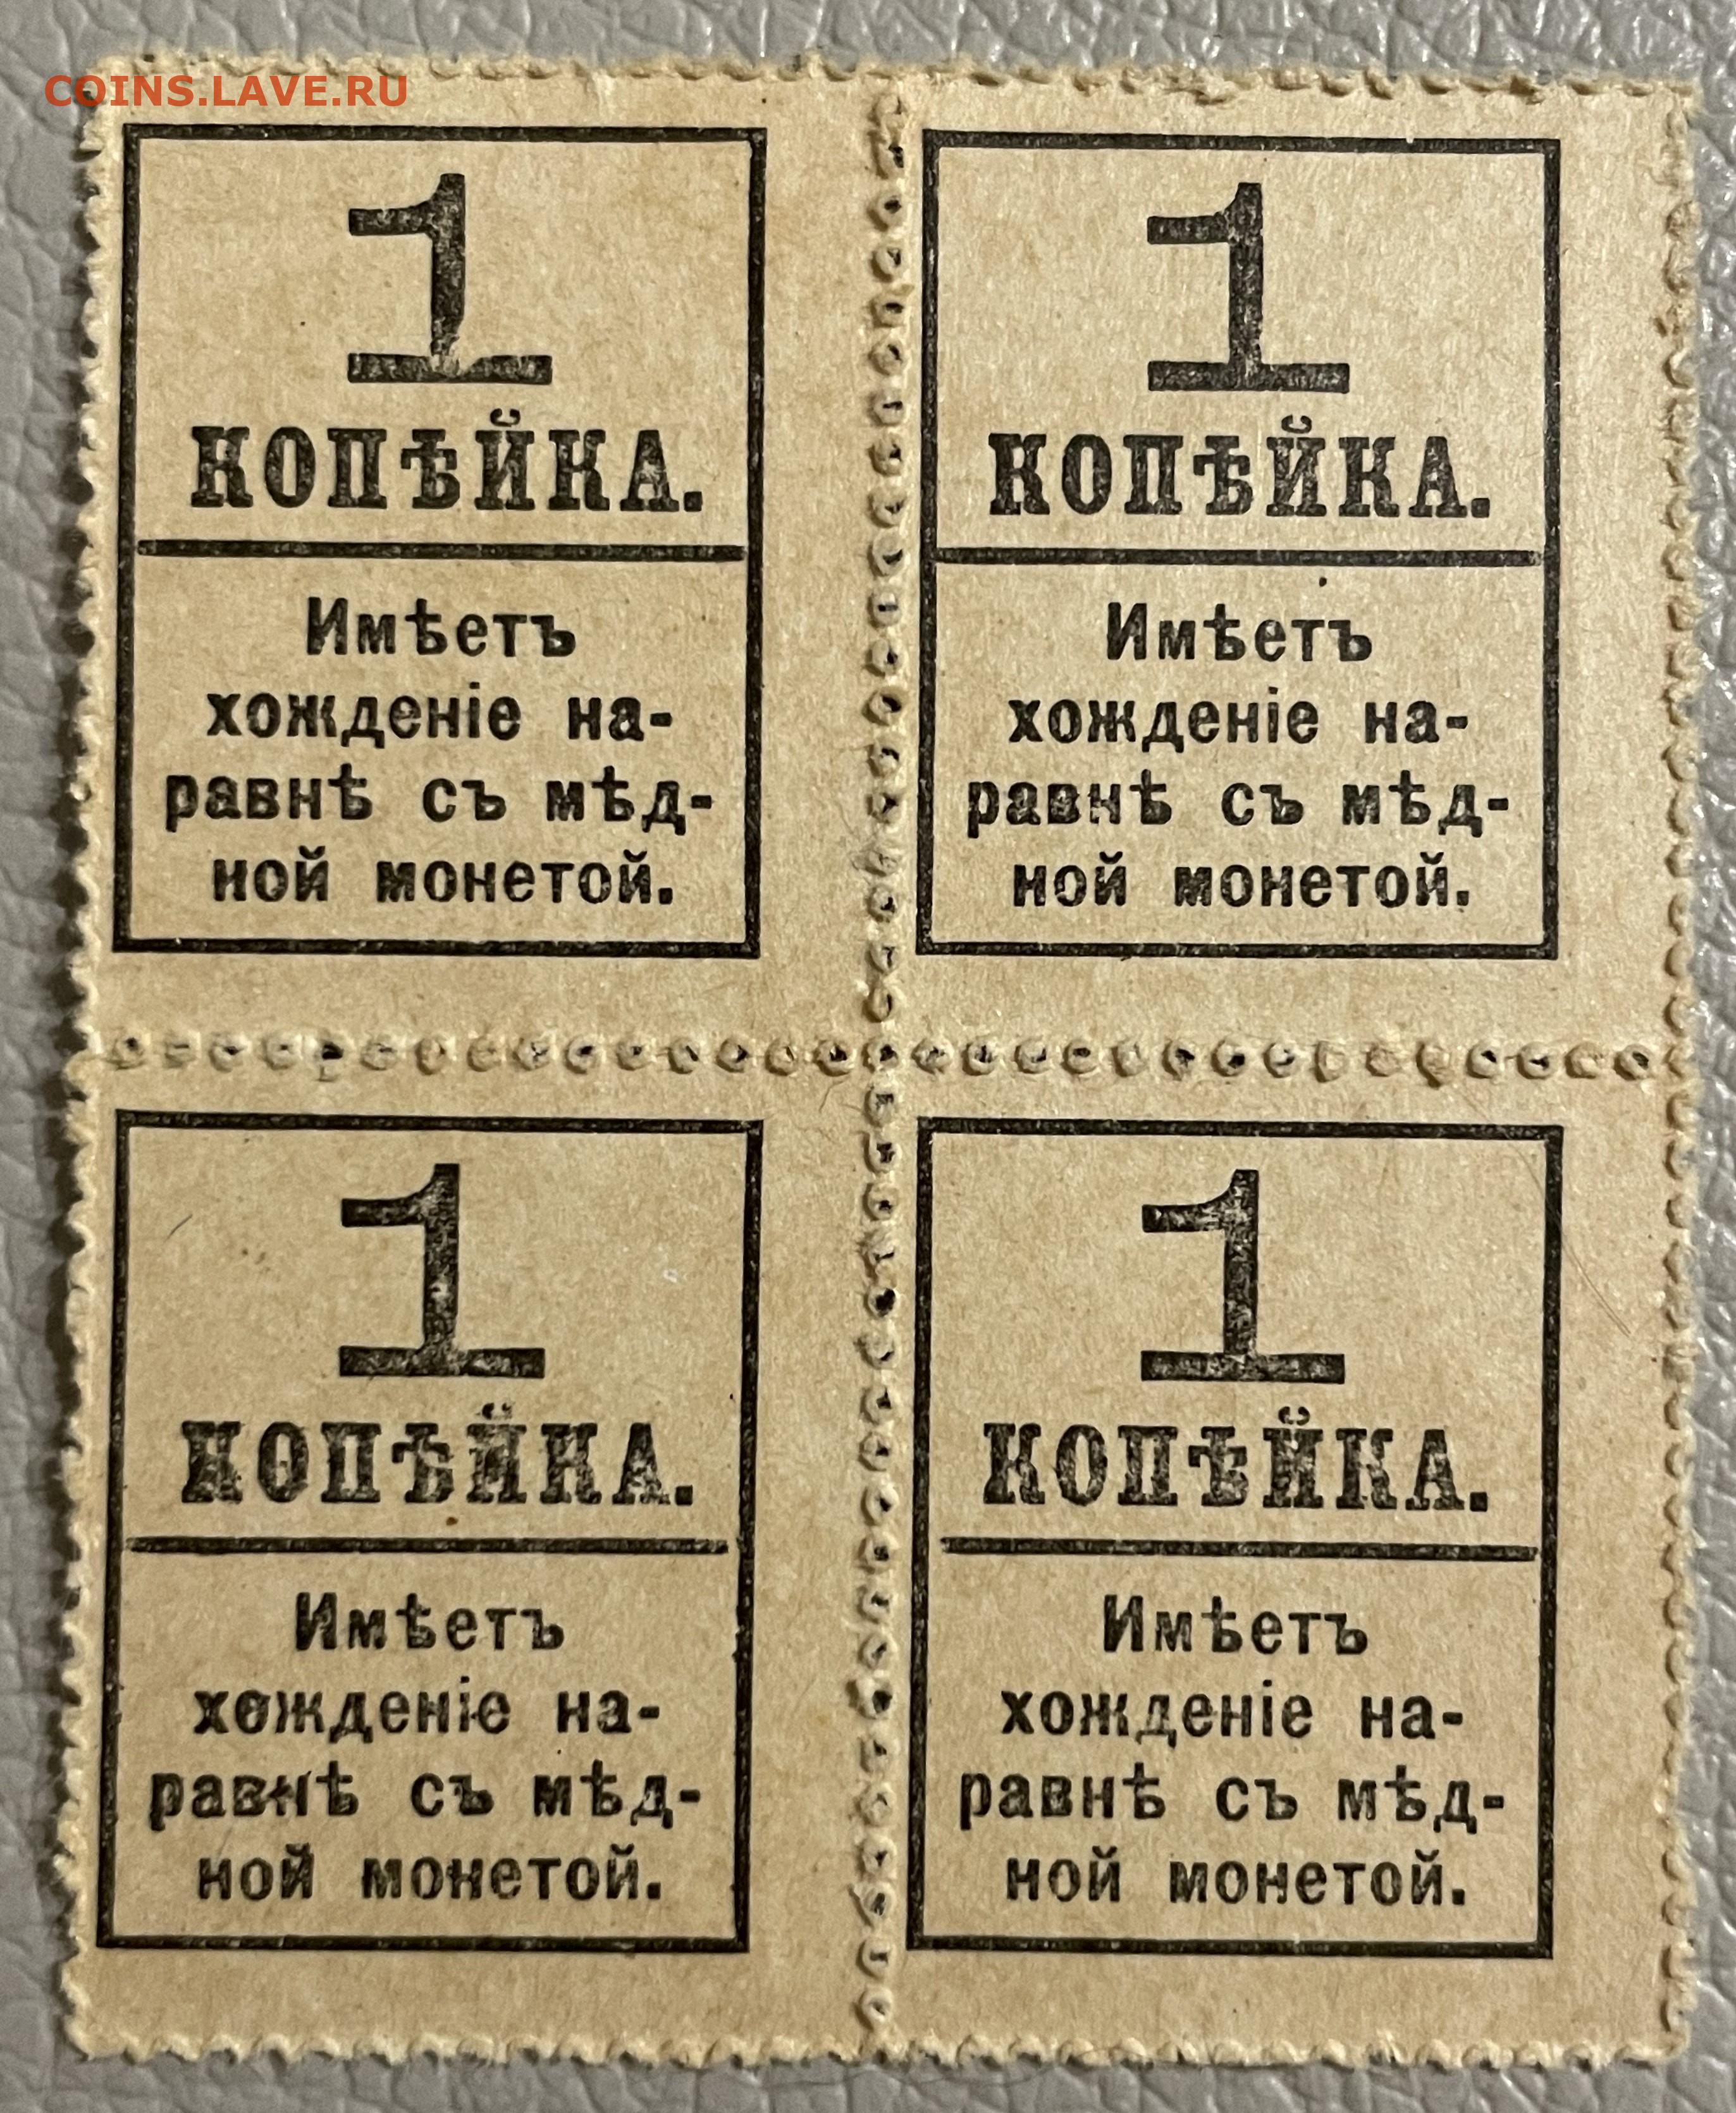 COINS.LAVE.RU
1
КОПѢЙКА.
Имѣетъ
хожденіе на-
равнѣ съ мѣд-
ной монетой.
1
КОПѢЙКА.
Имѣетъ
хожденіе на-
равнѣ съ мѣд-
ной монетой.
1
КОПѢЙКА.
Имѣетъ
хожденіе на-
равнѣ съ мѣд-
ной монетой.
1
КОПѢЙКА.
Имѣетъ
хожденіе на-
равнѣ съ мѣд-
ной монетой.